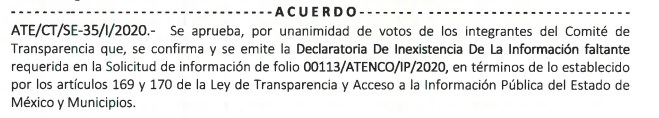 ------------------------------ACUERDO------------------------------
ATE/CT/SE-35/I/2020.- Se aprueba, por unanimidad de votos de los integrantes del Comité de
Transparencia que, se confirma y se emite la Declaratoria De Inexistencia De La Información faltante
requerida en la Solicitud de información de folio 00113/ATENCO/IP/2020, en términos de lo establecido
por los artículos 169 y 170 de la Ley de Transparencia y Acceso a la Información Pública del Estado de
México y Municipios.